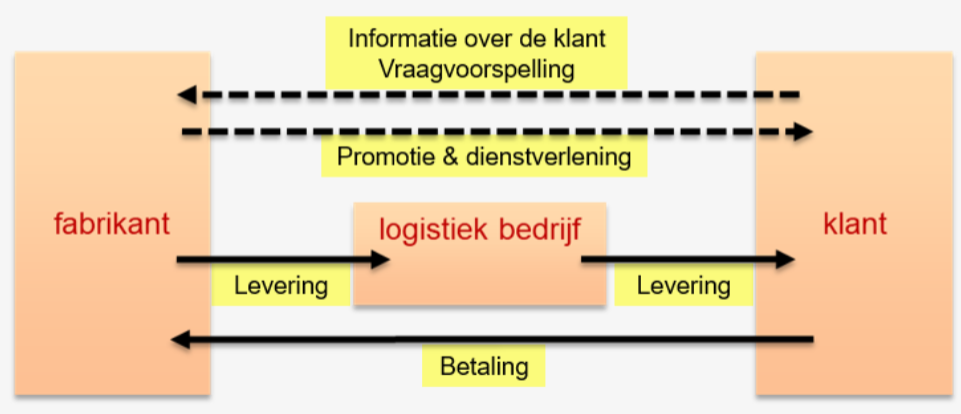 Informatie over de klant
Vraagvoorspelling
Promotie & dienstverlening
fabrikant
logistiek bedrijf
klant
Levering
Levering
Betaling